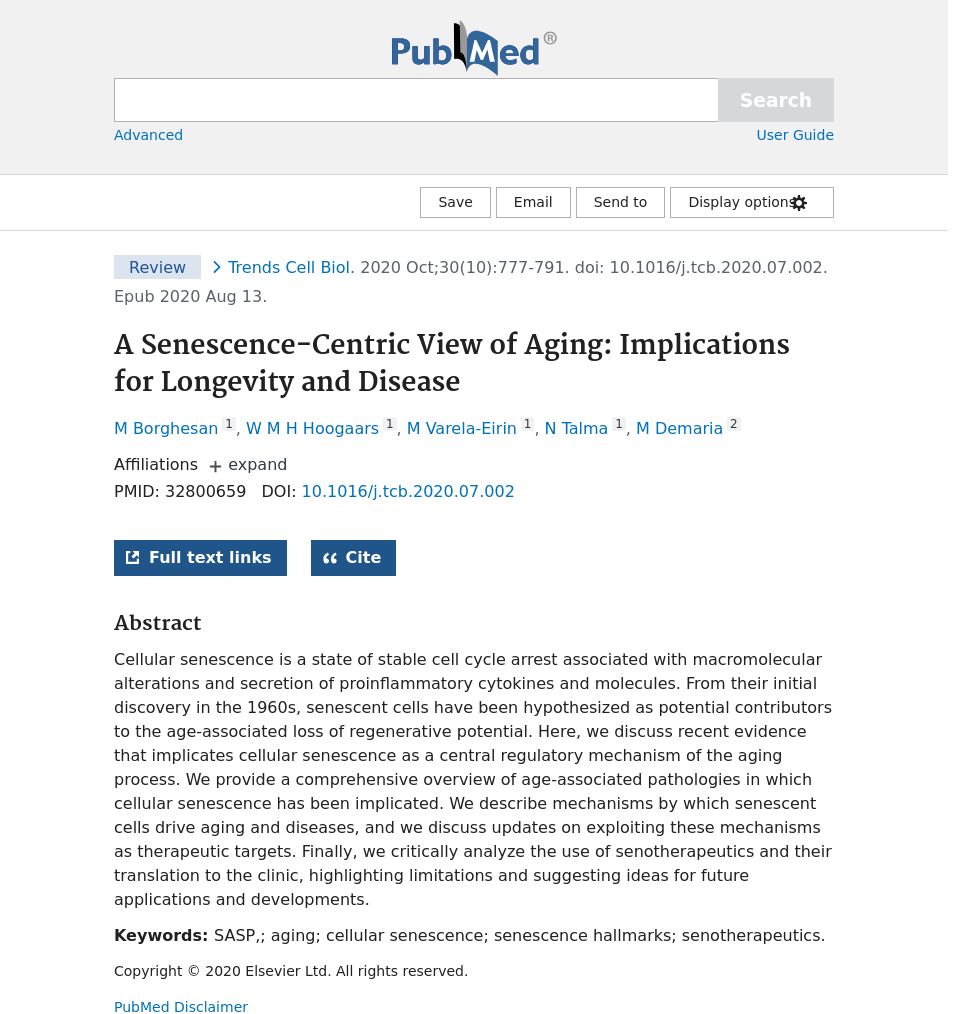 PubMed®
Search
Advanced User Guide
Save Email Send to Display options
Review Trends Cell Biol. 2020 Oct;30(10):777-791. doi: 10.1016/j.tcb.2020.07.002.
Epub 2020 Aug 13.
A Senescence-Centric View of Aging: Implications
for Longevity and Disease
M Borghesan 1, W M H Hoogaars 1, M Varela-Eirin 1, N Talma 1, M Demaria 2
Affiliations + expand
PMID: 32800659 DOI: 10.1016/j.tcb.2020.07.002
Full text links Cite
Abstract
Cellular senescence is a state of stable cell cycle arrest associated with macromolecular
alterations and secretion of proinflammatory cytokines and molecules. From their initial
discovery in the 1960s, senescent cells have been hypothesized as potential contributors
to the age-associated loss of regenerative potential. Here, we discuss recent evidence
that implicates cellular senescence as a central regulatory mechanism of the aging
process. We provide a comprehensive overview of age-associated pathologies in which
cellular senescence has been implicated. We describe mechanisms by which senescent
cells drive aging and diseases, and we discuss updates on exploiting these mechanisms
as therapeutic targets. Finally, we critically analyze the use of senotherapeutics and their
translation to the clinic, highlighting limitations and suggesting ideas for future
applications and developments.
Keywords: SASP,; aging; cellular senescence; senescence hallmarks; senotherapeutics.
Copyright © 2020 Elsevier Ltd. All rights reserved.
PubMed Disclaimer